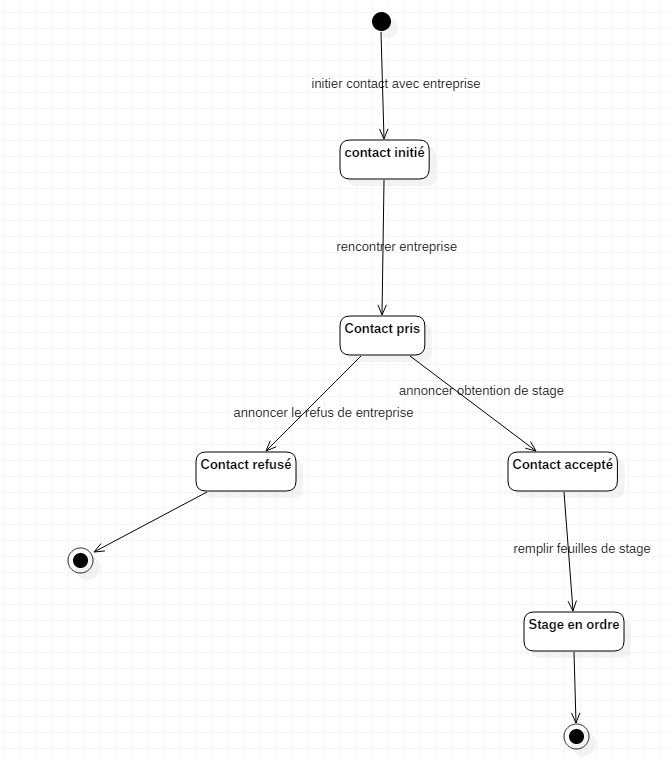 initier contact avec entreprise
contact initié
rencontrer entreprise
Contact pris
annoncer obtention de stage
annoncer le refus de entreprise
Contact refusé
Contact accepté
remplir feuilles de stage
Stage en ordre